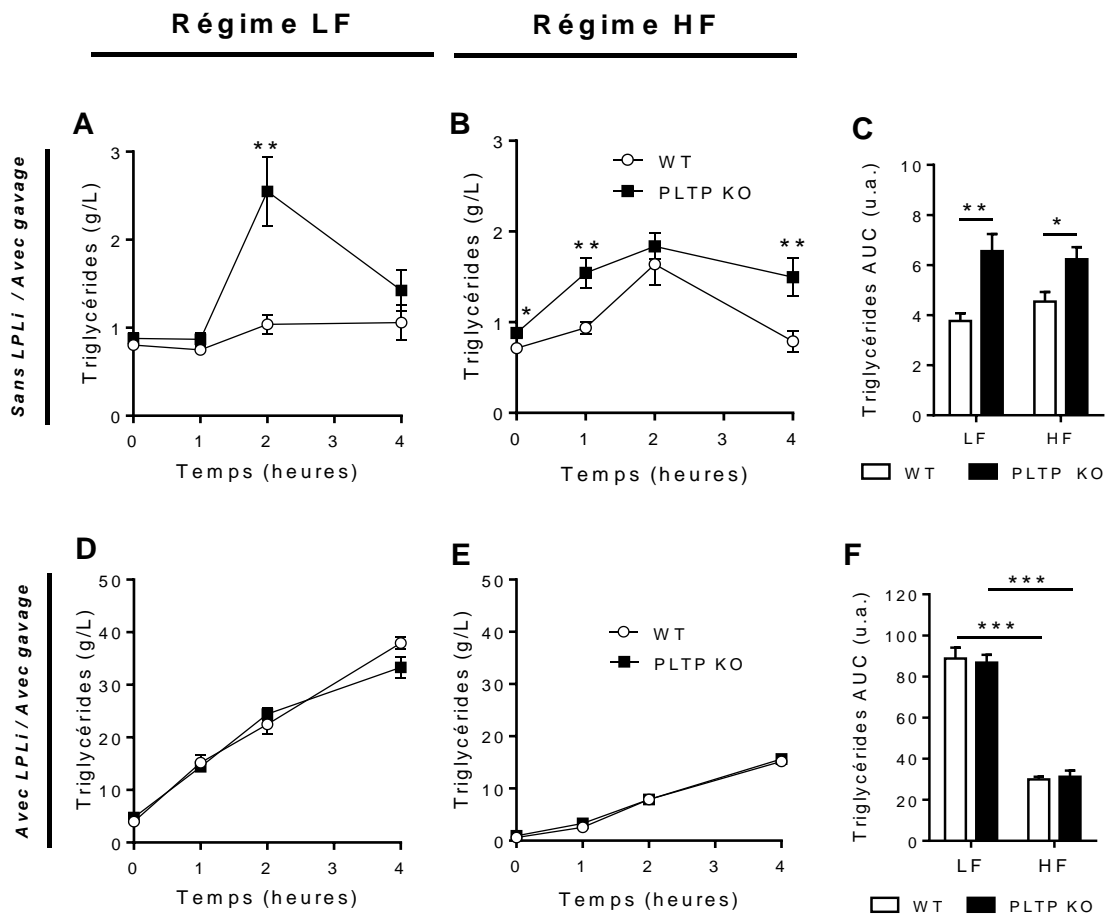 Régime LF
Régime HF
Sans LPLi / Avec gavage
A
Triglycérides (g/L)
3
2
1
0
**
0 1 2 3 4
Temps (heures)
B
Triglycérides (g/L)
3
2
1
0
WT
PLTP KO
*
**
**
0 1 2 3 4
Temps (heures)
C
Triglycérides AUC (u.a.)
10
8
6
4
2
0
**
*
LF HF
WT PLTP KO
Avec LPLi / Avec gavage
D
Triglycérides (g/L)
50
40
30
20
10
0
0 1 2 3 4
Temps (heures)
E
Triglycérides (g/L)
50
40
30
20
10
0
WT
PLTP KO
0 1 2 3 4
Temps (heures)
F
Triglycérides AUC (u.a.)
120
100
80
60
40
20
0
***
***
LF HF
WT PLTP KO